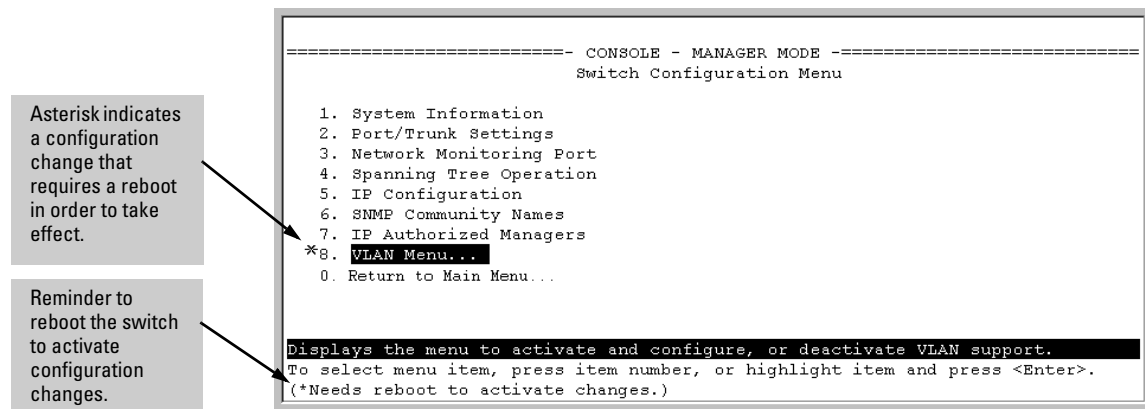 ==========================- CONSOLE - MANAGER MODE -============================
Switch Configuration Menu
1. System Information
2. Port/Trunk Settings
3. Network Monitoring Port
4. Spanning Tree Operation
5. IP Configuration
6. SNMP Community Names
7. IP Authorized Managers
*8. VLAN Menu...
0. Return to Main Menu...
Displays the menu to activate and configure, or deactivate VLAN support.
To select menu item, press item number, or highlight item and press <Enter>.
(*Needs reboot to activate changes.)
Asterisk indicates
a configuration
change that
requires a reboot
in order to take
effect.
Reminder to
reboot the switch
to activate
configuration
changes.